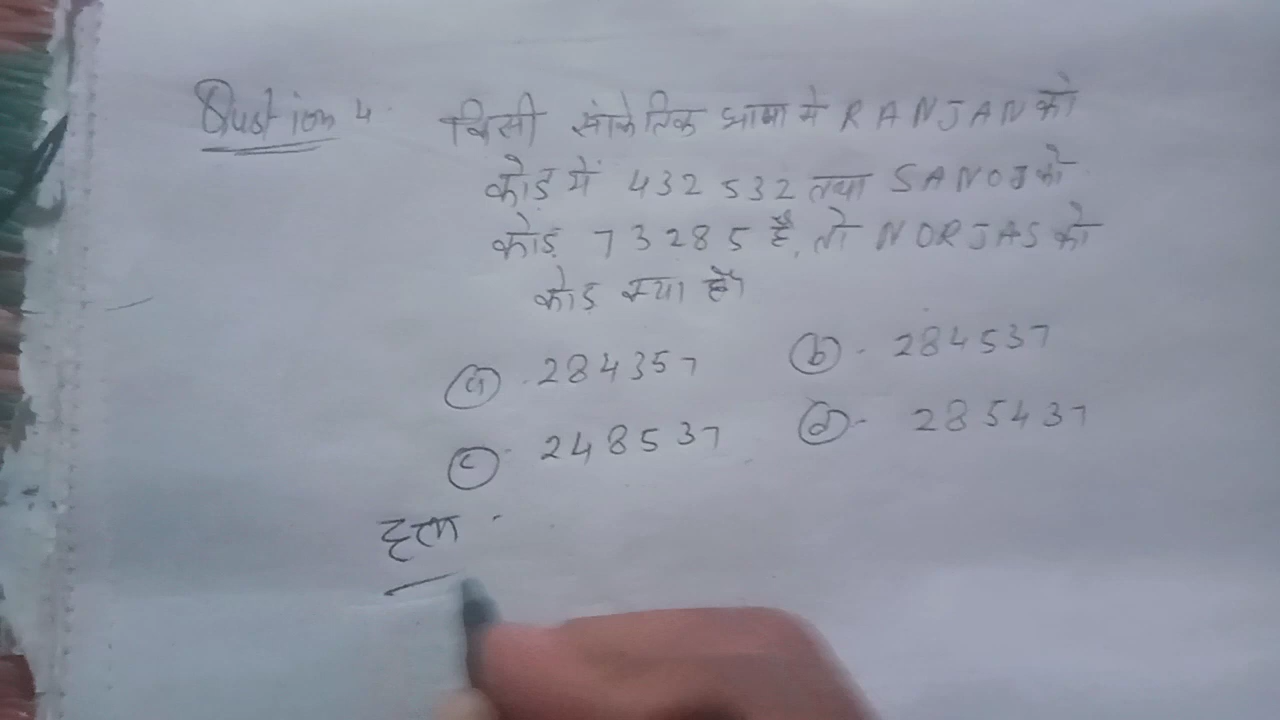 Question 4. किसी सांकेतिक भाषा मे RANJAN को
कोड में 432532 तथा SANOJ को
कोड 73285 है, तो NORJAS को
कोड क्या है।
(a) 284357 (b) 284537
(c) 248537 (d) 285437
हल